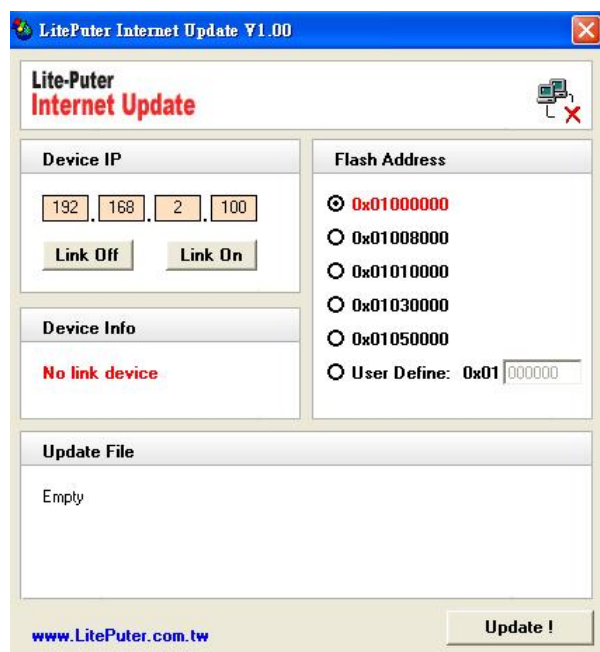 LitePuter Internet Update V1.00
Lite-Puter
Internet Update
Device IP
192 . 168 . 2 . 100
Link Off Link On
Device Info
No link device
Flash Address
0x01000000
0x01008000
0x01010000
0x01030000
0x01050000
User Define: 0x01 000000
Update File
Empty
www.LitePuter.com.tw
Update !